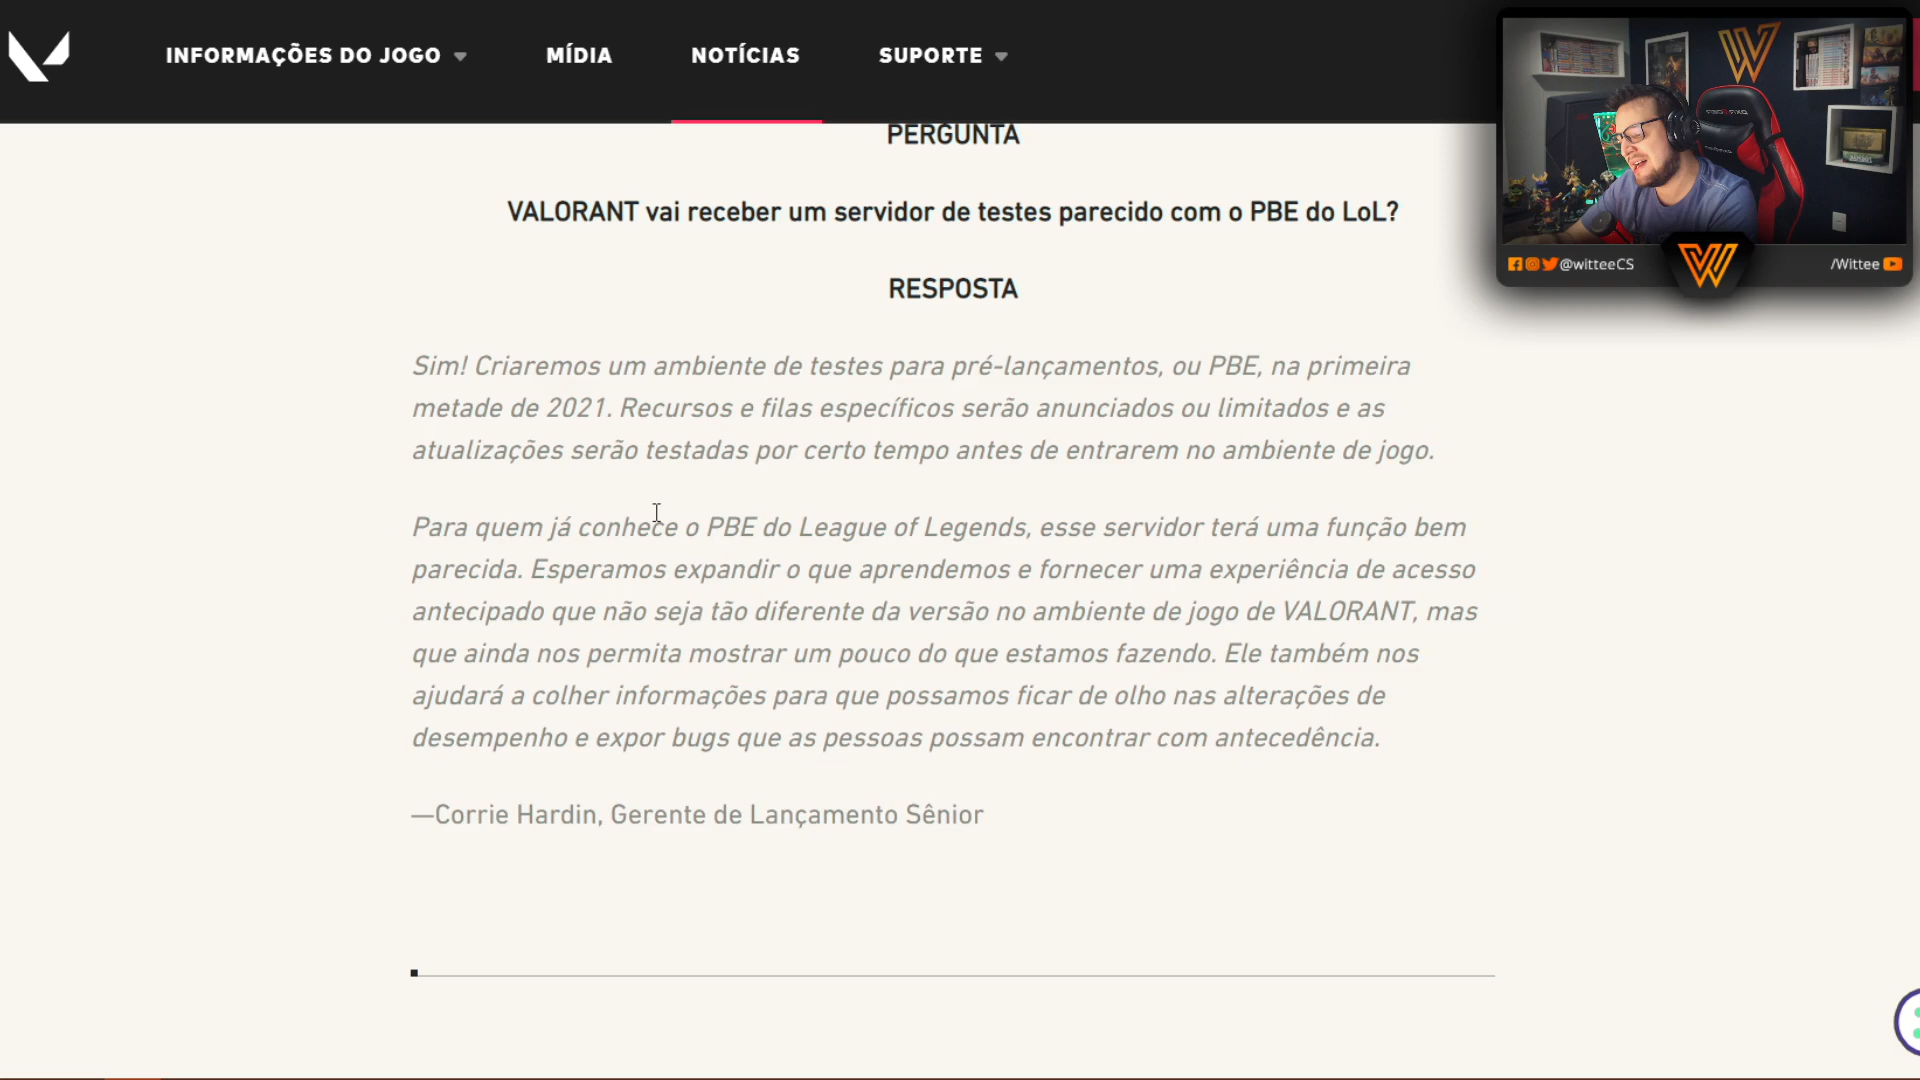 INFORMAÇÕES DO JOGO
MÍDIA
NOTÍCIAS
SUPORTE
@witteeCS
/Wittee
PERGUNTA
VALORANT vai receber um servidor de testes parecido com o PBE do LoL?
RESPOSTA
Sim! Criaremos um ambiente de testes para pré-lançamentos, ou PBE, na primeira
metade de 2021. Recursos e filas específicos serão anunciados ou limitados e as
atualizações serão testadas por certo tempo antes de entrarem no ambiente de jogo.
Para quem já conhece o PBE do League of Legends, esse servidor terá uma função bem
parecida. Esperamos expandir o que aprendemos e fornecer uma experiência de acesso
antecipado que não seja tão diferente da versão no ambiente de jogo de VALORANT, mas
que ainda nos permita mostrar um pouco do que estamos fazendo. Ele também nos
ajudará a colher informações para que possamos ficar de olho nas alterações de
desempenho e expor bugs que as pessoas possam encontrar com antecedência.
—Corrie Hardin, Gerente de Lançamento Sênior